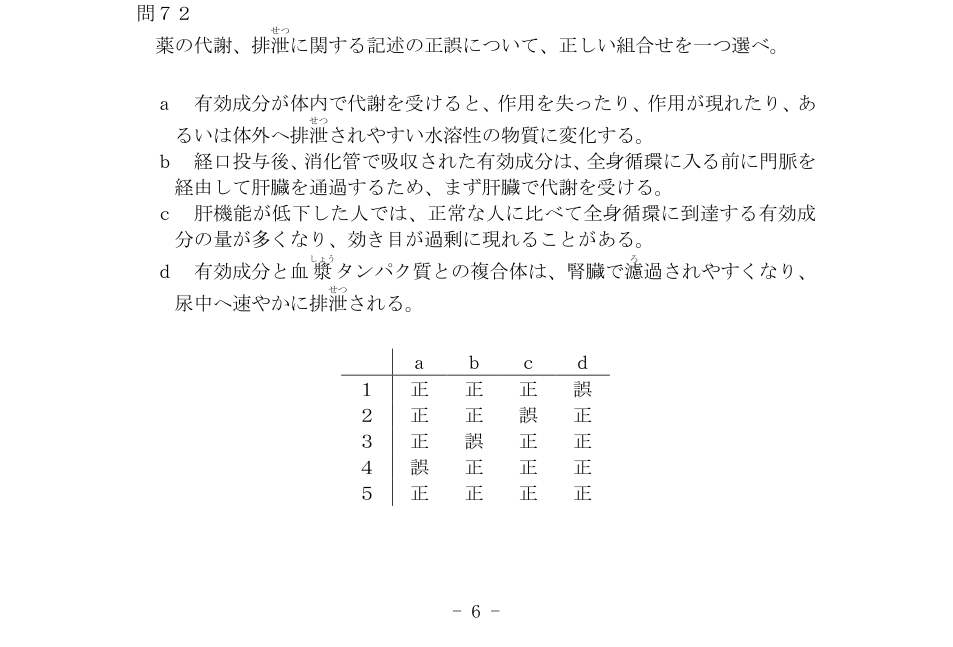 問７２
薬の代謝、排泄に関する記述の正誤について、正しい組合せを一つ選べ。
せつ
ａ　有効成分が体内で代謝を受けると、作用を失ったり、作用が現れたり、あ
るいは体外へ排泄されやすい水溶性の物質に変化する。
せつ
ｂ　経口投与後、消化管で吸収された有効成分は、全身循環に入る前に門脈を
経由して肝臓を通過するため、まず肝臓で代謝を受ける。
ｃ　肝機能が低下した人では、正常な人に比べて全身循環に到達する有効成
分の量が多くなり、効き目が過剰に現れることがある。
ｄ　有効成分と血漿タンパク質との複合体は、腎臓で濾過されやすくなり、
しょう　ろ
尿中へ速やかに排泄される。
せつ
ａ　ｂ　ｃ　ｄ
１　正　正　正　誤
２　正　正　誤　正
３　正　誤　正　正
４　誤　正　正　正
５　正　正　正　正
- 6 -